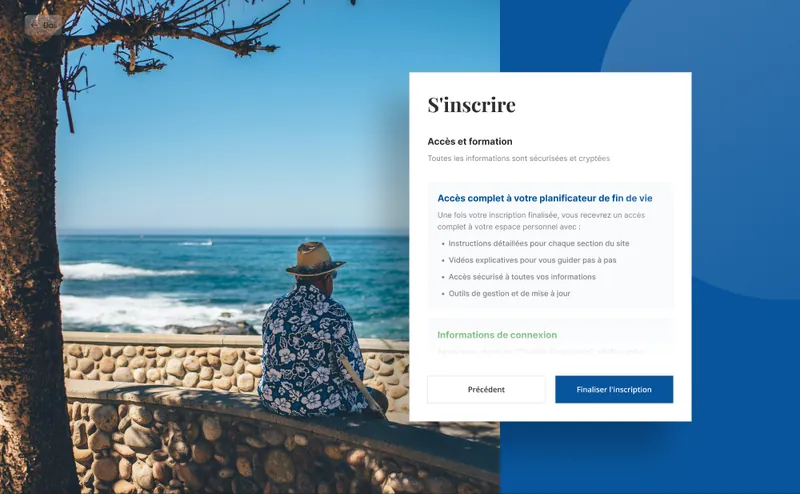 S'inscrire
Accès et formation
Toutes les informations sont sécurisées et cryptées
Accès complet à votre planificateur de fin de vie
Une fois votre inscription finalisée, vous recevrez un accès
complet à votre espace personnel avec :
• Instructions détaillées pour chaque section du site
• Vidéos explicatives pour vous guider pas à pas
• Accès sécurisé à toutes vos informations
• Outils de gestion et de mise à jour
Informations de connexion
Précédent
Finaliser l'inscription